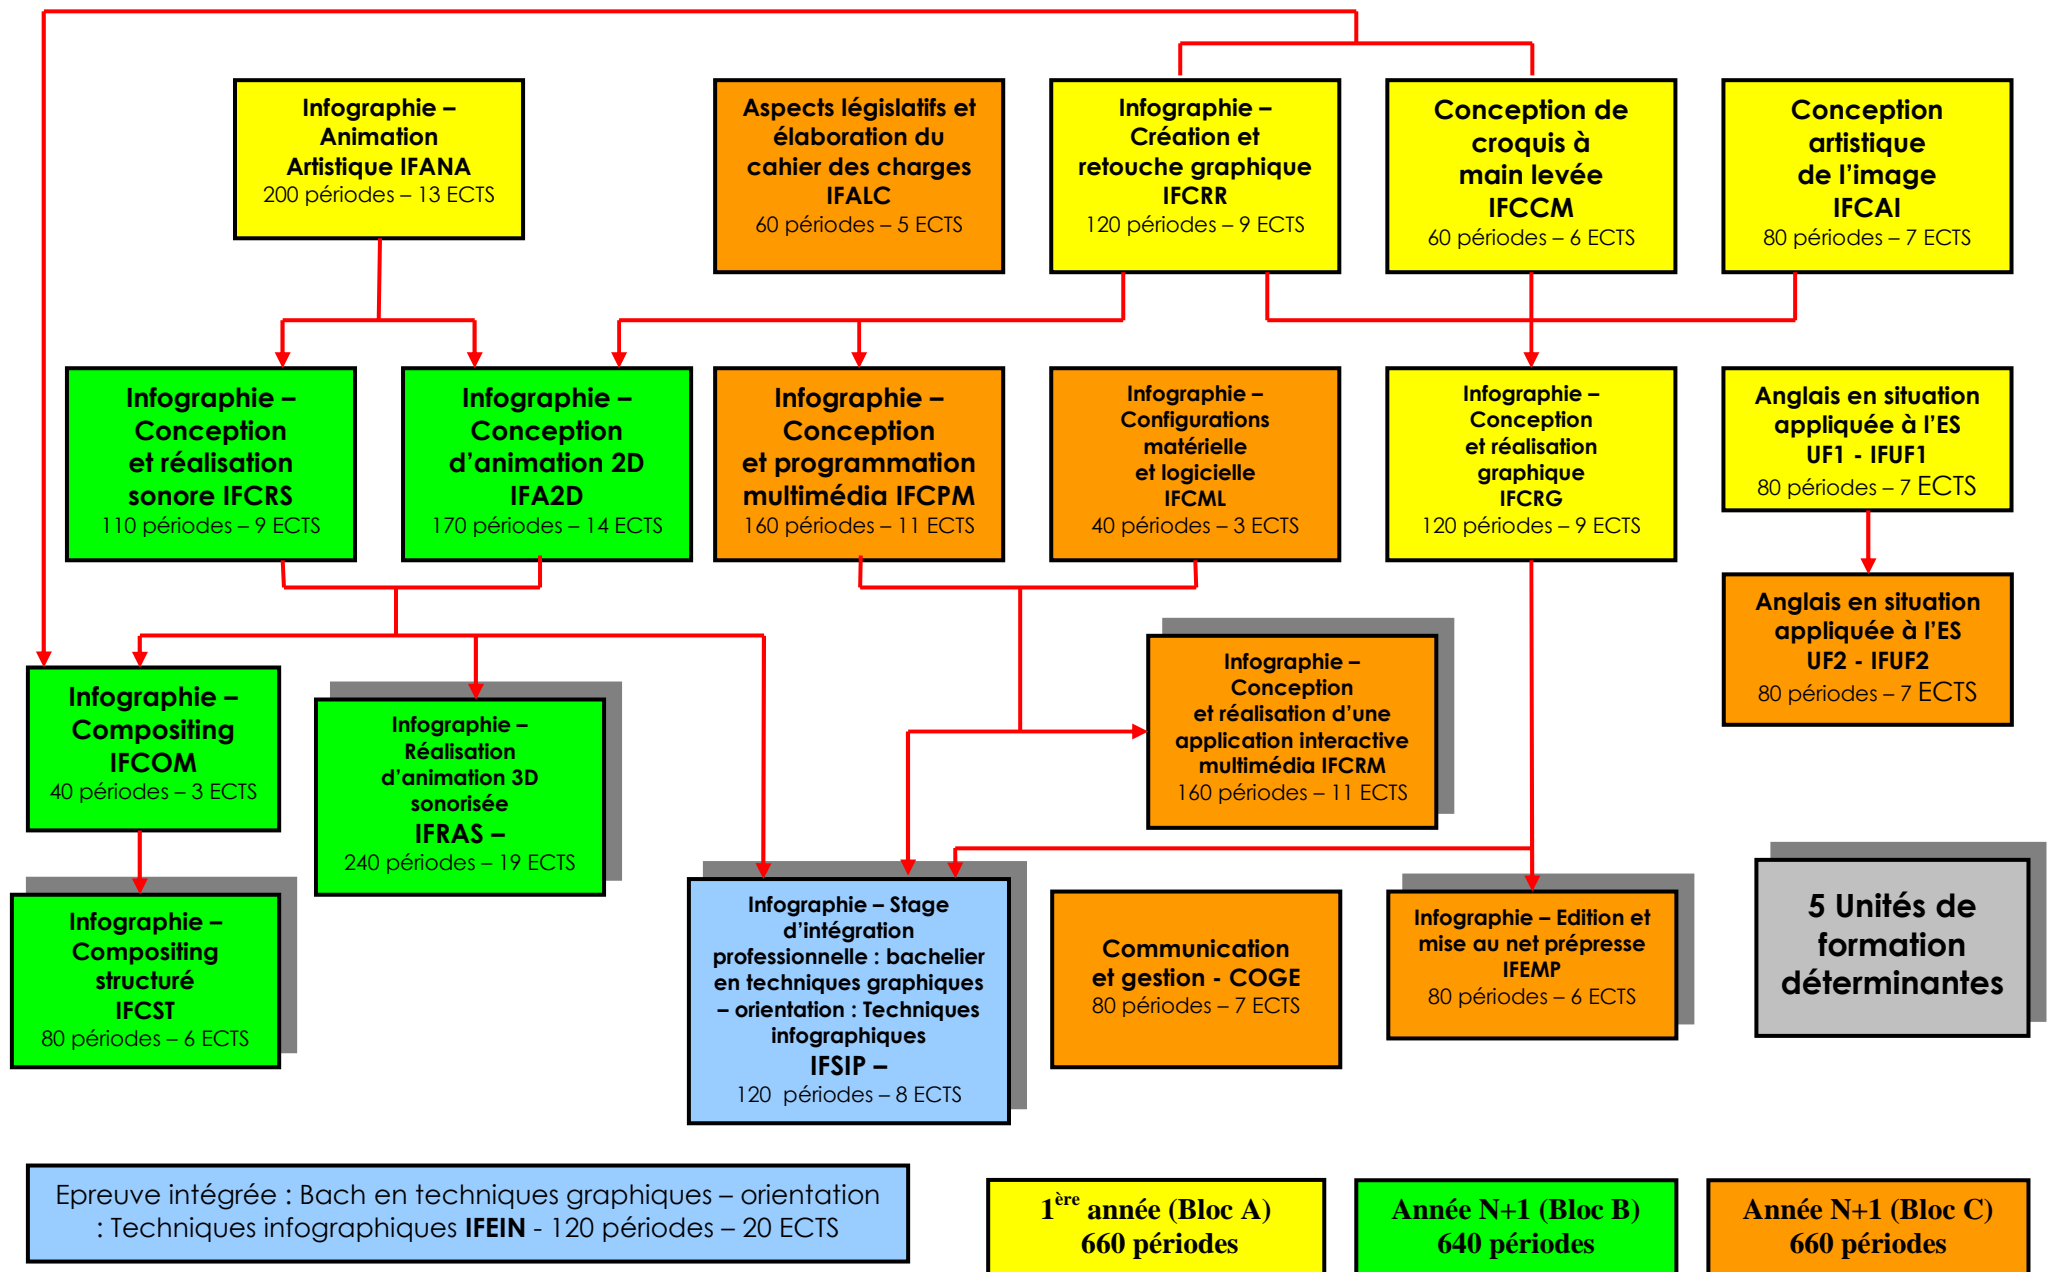 Infographie –
Animation
Artistique IFANA
200 périodes – 13 ECTS
Aspects législatifs et
élaboration du
cahier des charges
IFALC
60 périodes – 5 ECTS
Infographie –
Création et
retouche graphique
IFCRR
120 périodes – 9 ECTS
Conception de
croquis à
main levée
IFCCM
60 périodes – 6 ECTS
Conception
artistique
de l’image
IFCAI
80 périodes – 7 ECTS
Infographie –
Conception
et réalisation
sonore IFCRS
110 périodes – 9 ECTS
Infographie –
Conception
d’animation 2D
IFA2D
170 périodes – 14 ECTS
Infographie –
Conception
et programmation
multimédia IFCPM
160 périodes – 11 ECTS
Infographie –
Configurations
matérielle
et logicielle
IFCML
40 périodes – 3 ECTS
Infographie –
Conception
et réalisation
graphique
IFCRG
120 périodes – 9 ECTS
Anglais en situation
appliquée à l’ES
UF1 - IFUF1
80 périodes – 7 ECTS
Anglais en situation
appliquée à l’ES
UF2 - IFUF2
80 périodes – 7 ECTS
Infographie –
Compositing
IFCOM
40 périodes – 3 ECTS
Infographie –
Réalisation
d’animation 3D
sonorisée
IFRAS –
240 périodes – 19 ECTS
Infographie –
Conception
et réalisation d’une
application interactive
multimédia IFCRM
160 périodes – 11 ECTS
Infographie –
Compositing
structuré
IFCST
80 périodes – 6 ECTS
Infographie – Stage
d’intégration
professionnelle : bachelier
en techniques graphiques
– orientation : Techniques
infographiques
IFSIP –
120 périodes – 8 ECTS
Communication
et gestion - COGE
80 périodes – 7 ECTS
Infographie – Edition et
mise au net prépresse
IFEMP
80 périodes – 6 ECTS
5 Unités de
formation
déterminantes
Epreuve intégrée : Bach en techniques graphiques – orientation
: Techniques infographiques IFEIN - 120 périodes – 20 ECTS
1ère année (Bloc A)
660 périodes
Année N+1 (Bloc B)
640 périodes
Année N+1 (Bloc C)
660 périodes